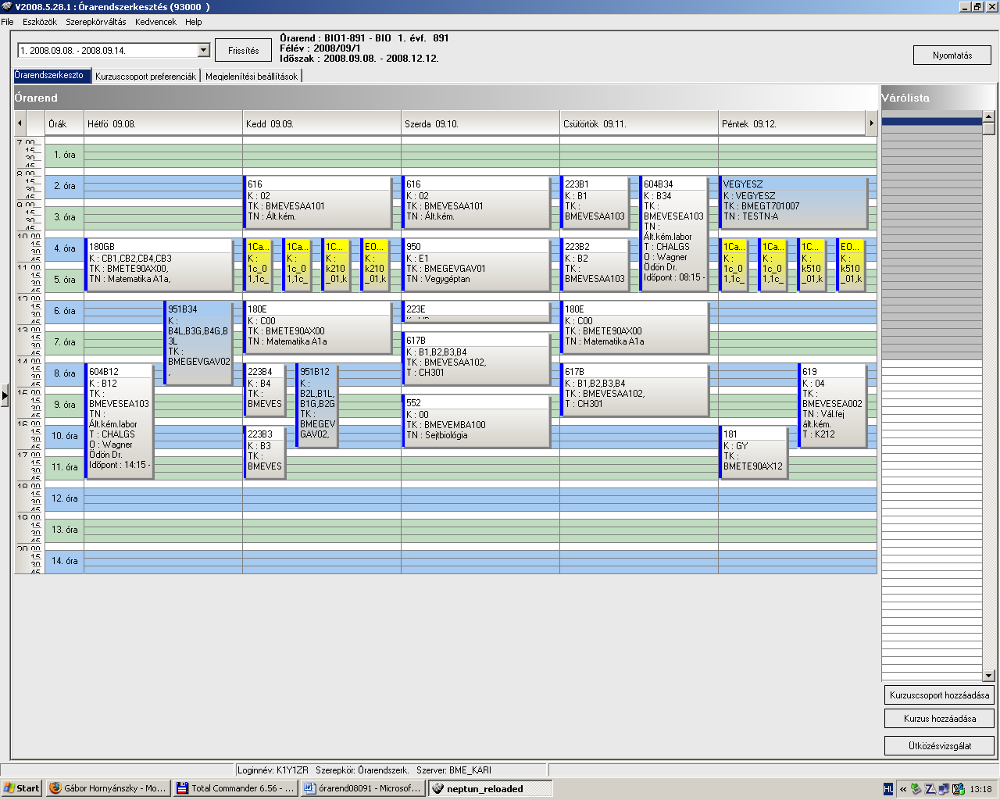 V2008.5.28.1 : Órarendszerkesztés (93000 )
File Eszközök Szerepkörváltás Kedvencek Help
1. 2008.09.08. - 2008.09.14.
Frissítés
Órarend : BIO1-891 - BIO 1. évf. 891
Félév : 2008/09/1
Időszak : 2008.09.08. - 2008.12.12.
Nyomtatás
Órarendszerkeszto Kurzuscsoport preferenciák Megjelenítési beállítások
Órarend
Várólista
Órák Hétfő 09.08. Kedd 09.09. Szerda 09.10. Csütörtök 09.11. Péntek 09.12.
1. óra
2. óra
3. óra
4. óra
5. óra
6. óra
7. óra
8. óra
9. óra
10. óra
11. óra
12. óra
13. óra
14. óra
180GB
K : CB1,CB2,CB4,CB3
TK : BMETE90AX00,
TN : Matematika A1a,
951B34
K :
B4L,B3G,B4G,B
3L
TK :
BMEGEVGAV02
,
604B12
K : B12
TK :
BMEVESEA103
TN :
Ált.kém.labor
T : CHALGS
O : Wagner
Ödön Dr.
Időpont : 14:15 -
616
K : 02
TK : BMEVESAA101
TN : Ált.kém.
1Ca...
K :
1c_0
1,1c_
1Ca...
K :
1c_0
1,1c_
1C...
K :
k210
_01,k
EO...
K :
k210
_01,k
180E
K : C00
TK : BMETE90AX00
TN : Matematika A1a
223B4
K : B4
TK :
BMEVES
951B12
K :
B2L,B1L,
B1G,B2G
TK :
BMEGEV
GAV02,
223B3
K : B3
TK :
BMEVES
616
K : 02
TK : BMEVESAA101
TN : Ált.kém.
950
K : E1
TK : BMEGEVGAV01
TN : Vegygéptan
223E
617B
K : B1,B2,B3,B4
TK : BMEVESAA102,
T : CH301
552
K : 00
TK : BMEVEMBA100
TN : Sejtbiológia
223B1
K : B1
TK :
BMEVESAA103
604B34
K : B34
TK :
BMEVESEA103
TN :
Ált.kém.labor
T : CHALGS
O : Wagner
Ödön Dr.
Időpont : 08:15 -
223B2
K : B2
TK :
BMEVESAA103
180E
K : C00
TK : BMETE90AX00
TN : Matematika A1a
617B
K : B1,B2,B3,B4
TK : BMEVESAA102,
T : CH301
VEGYESZ
K : VEGYESZ
TK : BMEGT701007
TN : TESTN-A
1Ca...
K :
1c_0
1,1c_
1Ca...
K :
1c_0
1,1c_
1C...
K :
k510
_01,k
EO...
K :
k510
_01,k
619
K : 04
TK :
BMEVESEA002
TN : Vál.fej
ált.kém.
T : K212
181
K : GY
TK :
BMETE90AX12
Kurzuscsoport hozzáadása
Kurzus hozzáadása
Ütközésvizsgálat
Loginnév: K1Y1ZR Szerepkör: Órarendszerk. Szerver: BME_KARI
Start Gábor Hornyánszky - Mo... Total Commander 6.56 - ... órarend08091 - Microsof... neptun_reloaded HU « 13:18